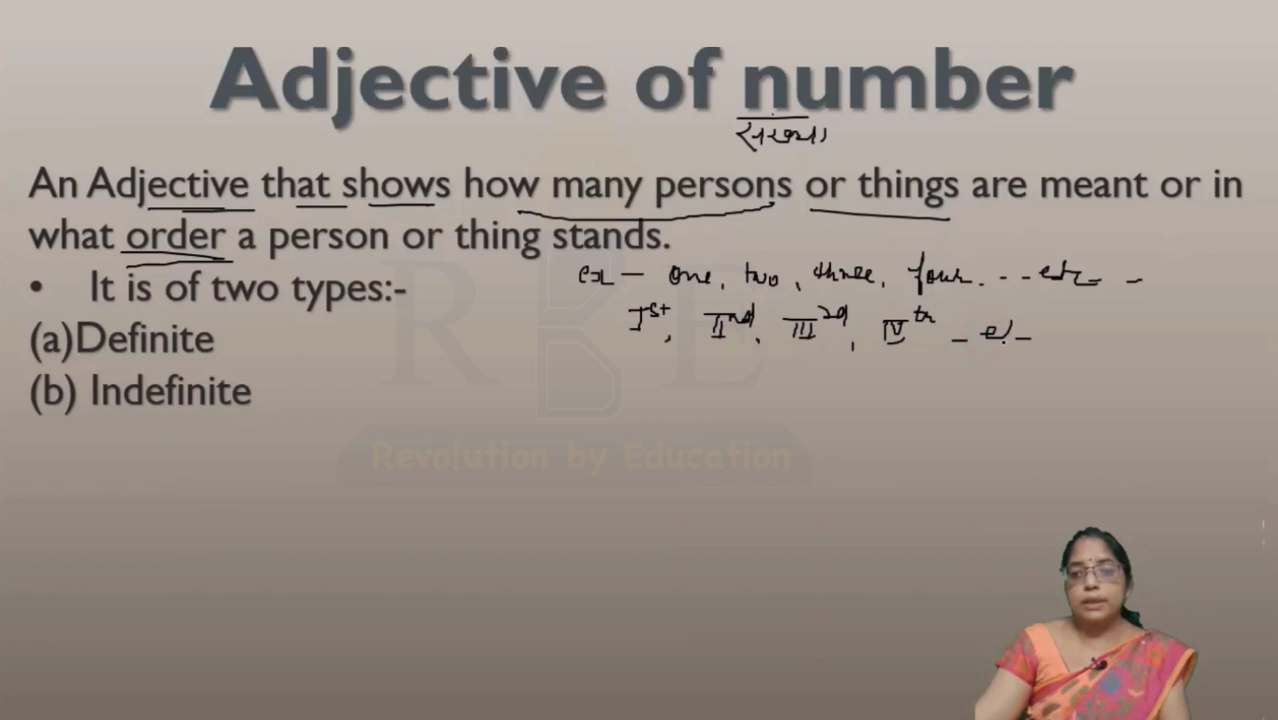 Adjective of number
संख्या
An Adjective that shows how many persons or things are meant or in
what order a person or thing stands.
• It is of two types:-
ex — one, two, three, four. - - etc - -
(a)Definite
Ist, IInd, IIIrd, IVth - e/-
(b) Indefinite
RBE
Revolution by Education